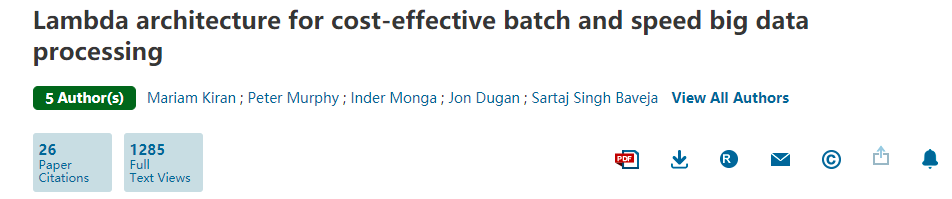 Lambda architecture for cost-effective batch and speed big data
processing
5 Author(s) Mariam Kiran ; Peter Murphy ; Inder Monga ; Jon Dugan ; Sartaj Singh Baveja View All Authors
26 1285
Paper Full
Citations Text Views
PDF R ©